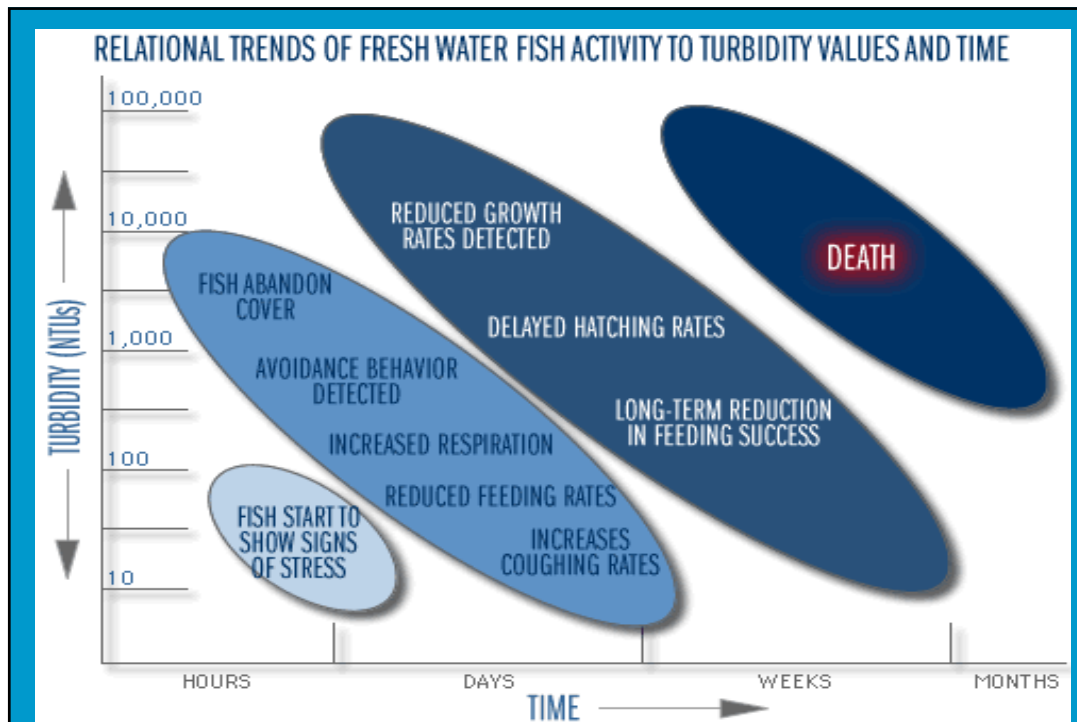 RELATIONAL TRENDS OF FRESH WATER FISH ACTIVITY TO TURBIDITY VALUES AND TIME
TURBIDITY (NTUs)
100,000
10,000
1,000
100
10
FISH START TO
SHOW SIGNS
OF STRESS
FISH ABANDON
COVER
AVOIDANCE BEHAVIOR
DETECTED
INCREASED RESPIRATION
REDUCED FEEDING RATES
INCREASES
COUGHING RATES
REDUCED GROWTH
RATES DETECTED
DELAYED HATCHING RATES
LONG-TERM REDUCTION
IN FEEDING SUCCESS
DEATH
HOURS
DAYS
WEEKS
MONTHS
TIME